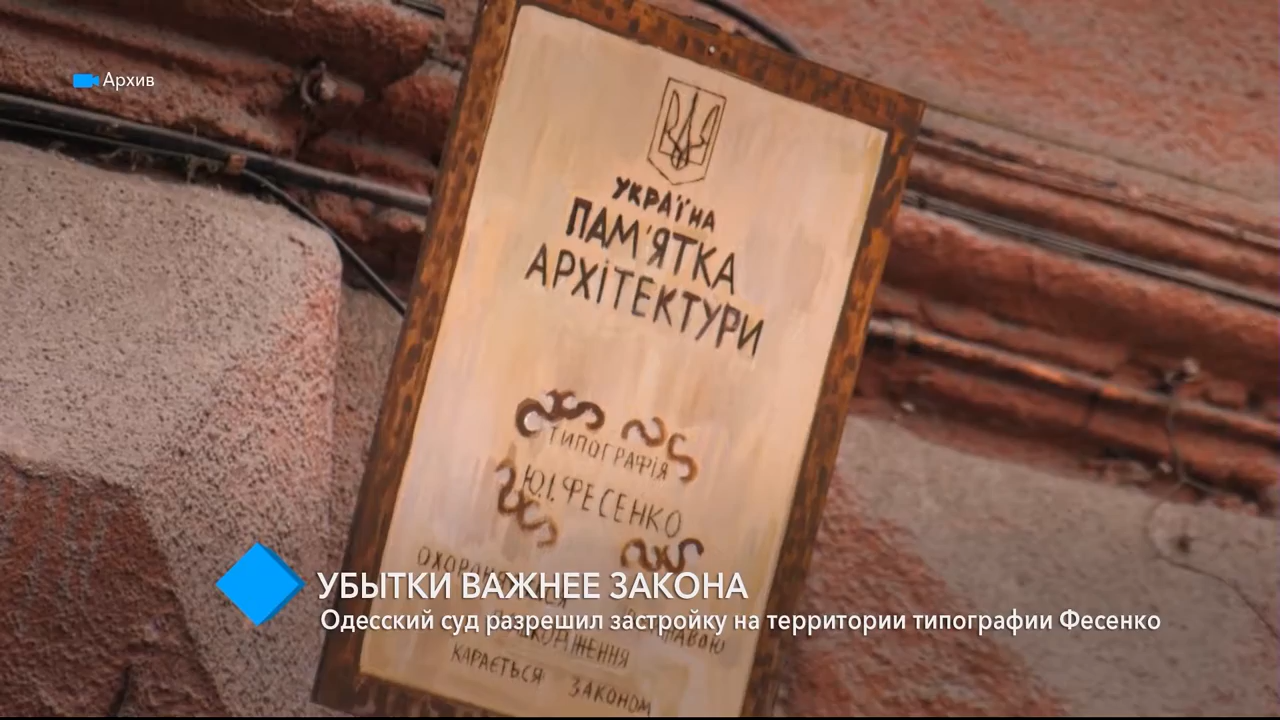 Архив
УКРАЇНА
ПАМ'ЯТКА
АРХІТЕКТУРИ
ТИПОГРАФІЯ
Ю.І.ФЕСЕНКО
УБЫТКИ ВАЖНЕЕ ЗАКОНА
Одесский суд разрешил застройку на территории типографии Фесенко
КАРАЄТЬСЯ ЗАКОНОМ